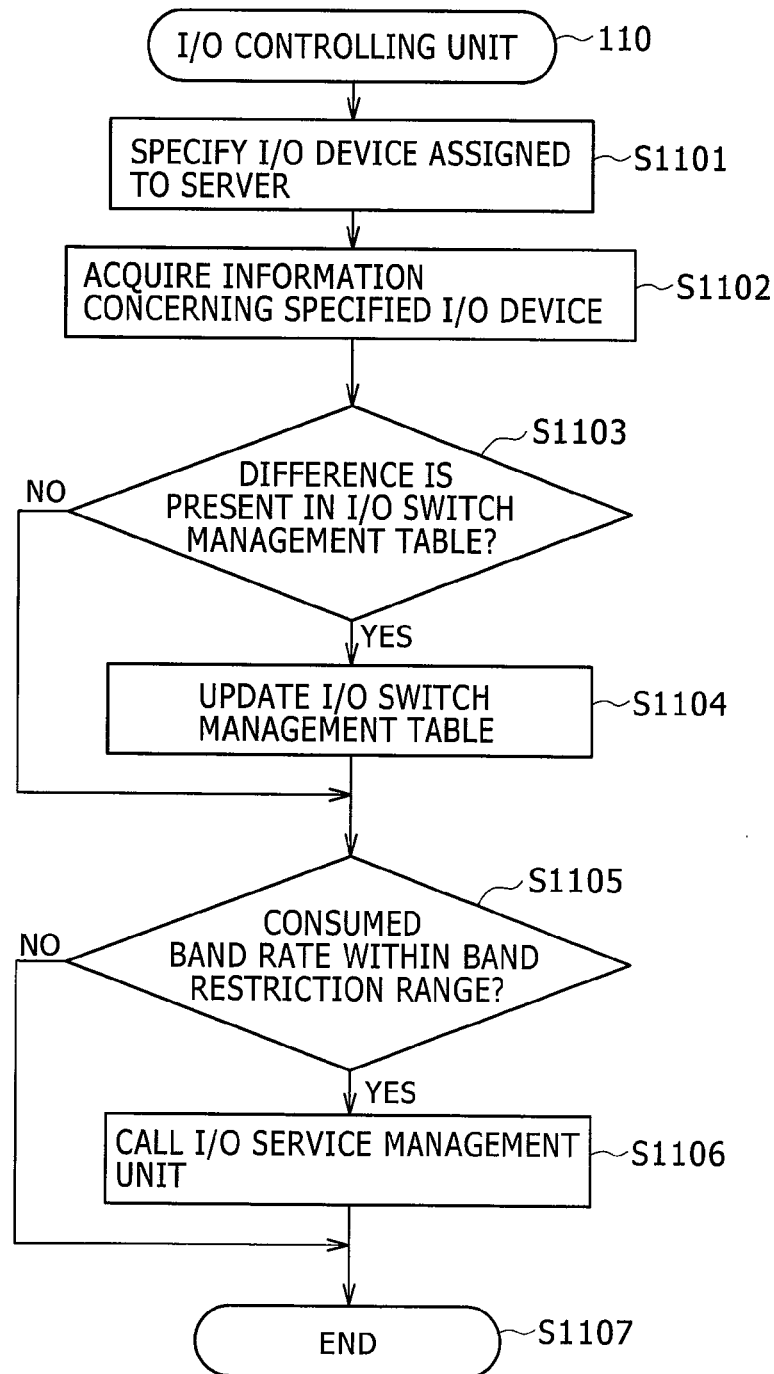 I/O CONTROLLING UNIT
110
SPECIFY I/O DEVICE ASSIGNED
TO SERVER
S1101
ACQUIRE INFORMATION
CONCERNING SPECIFIED I/O DEVICE
S1102
S1103
DIFFERENCE IS
PRESENT IN I/O SWITCH
MANAGEMENT TABLE?
NO
YES
UPDATE I/O SWITCH
MANAGEMENT TABLE
S1104
S1105
CONSUMED
BAND RATE WITHIN BAND
RESTRICTION RANGE?
NO
YES
CALL I/O SERVICE MANAGEMENT
UNIT
S1106
END
S1107